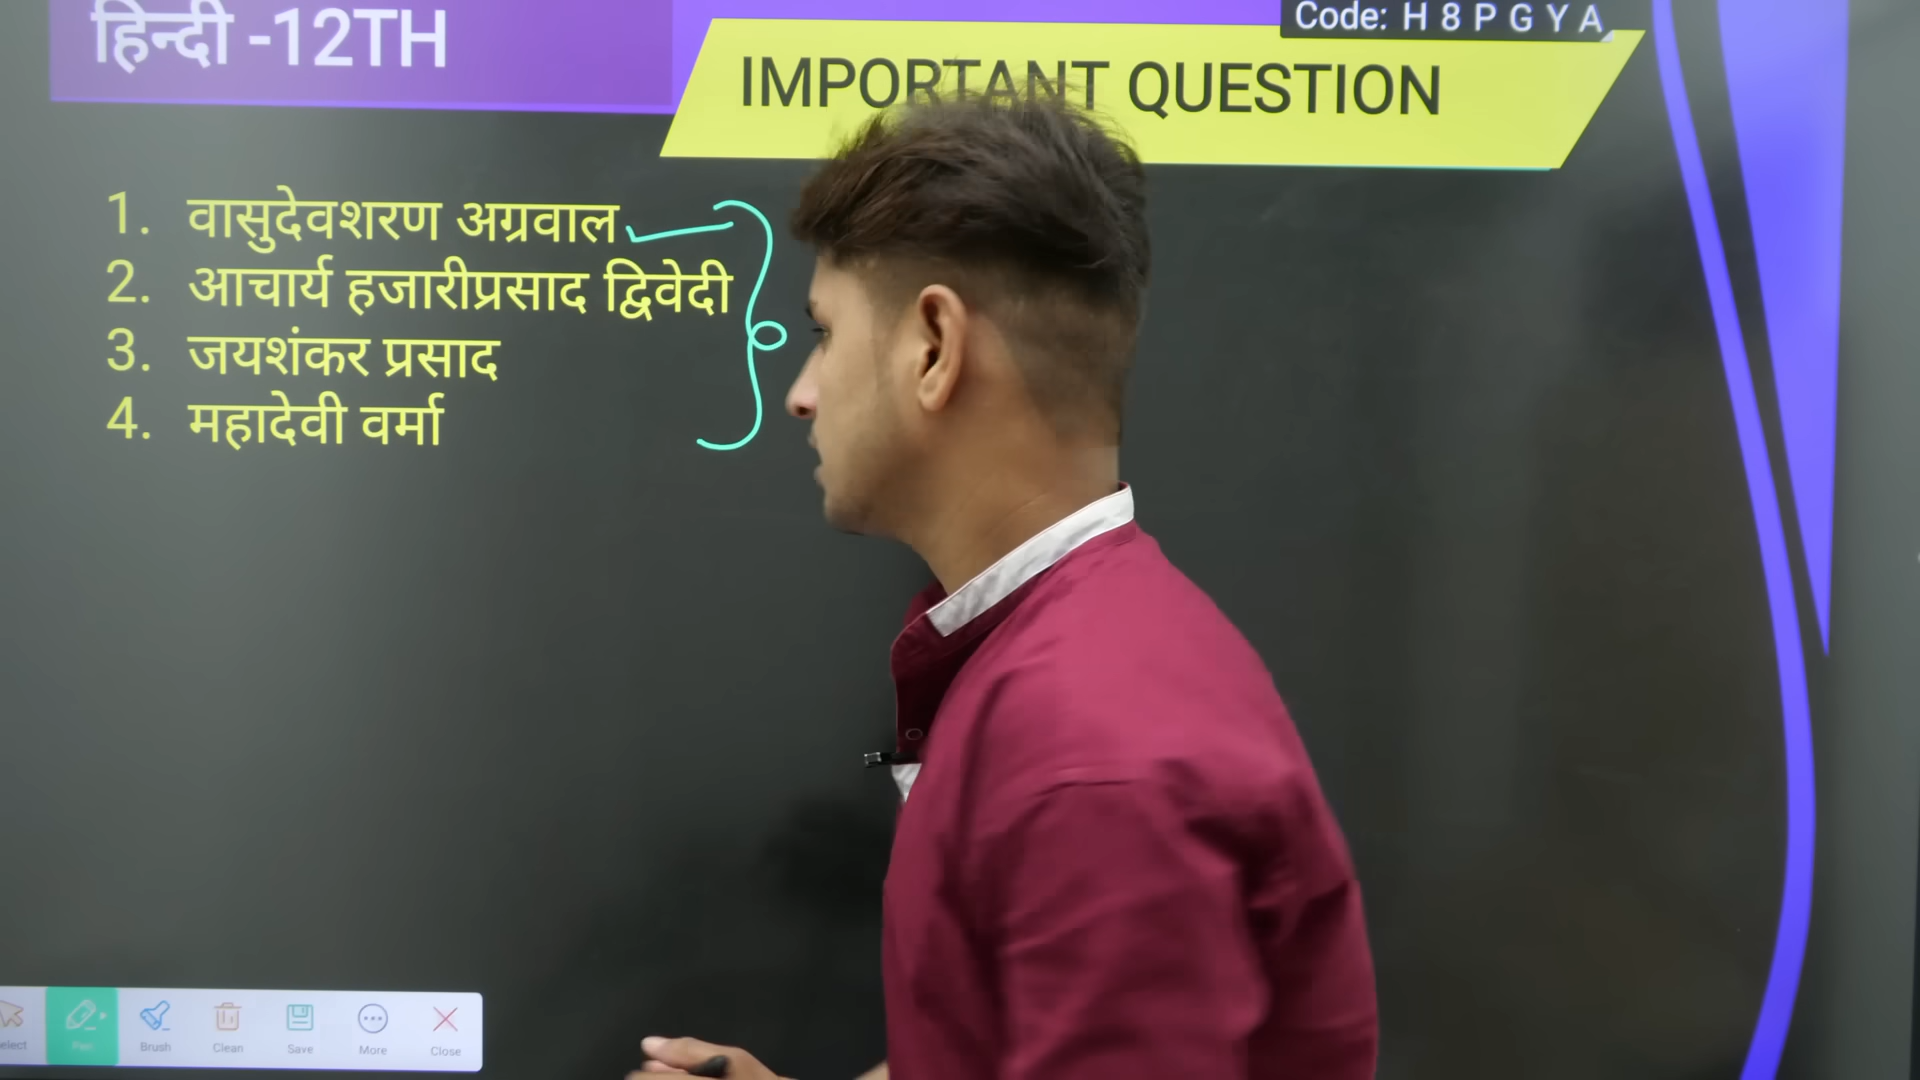 हिन्दी -12TH
Code: H 8 P G Y A
IMPORTANT QUESTION
1. वासुदेवशरण अग्रवाल
2. आचार्य हजारीप्रसाद द्विवेदी
3. जयशंकर प्रसाद
4. महादेवी वर्मा
elect Pen Brush Clean Save More Close